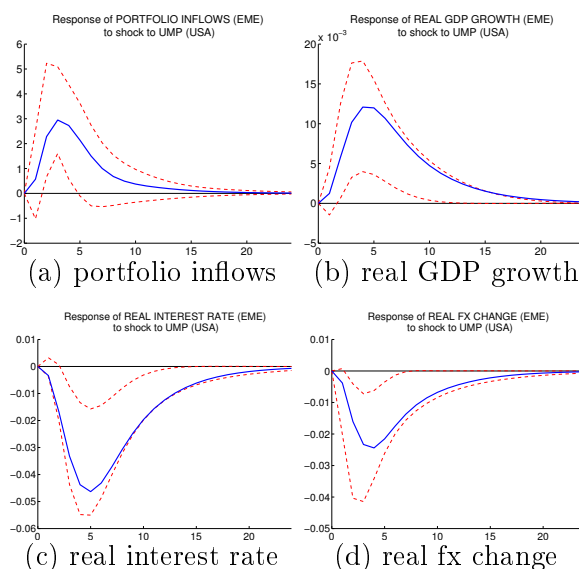 Response of PORTFOLIO INFLOWS (EME)
to shock to UMP (USA)
6
5
4
3
2
1
0
−1
−2
0 5 10 15 20
(a) portfolio inflows
Response of REAL GDP GROWTH (EME)
to shock to UMP (USA)
x 10⁻³
20
15
10
5
0
−5
0 5 10 15 20
(b) real GDP growth
Response of REAL INTEREST RATE (EME)
to shock to UMP (USA)
0.01
0
−0.01
−0.02
−0.03
−0.04
−0.05
−0.06
0 5 10 15 20
(c) real interest rate
Response of REAL FX CHANGE (EME)
to shock to UMP (USA)
0.01
0
−0.01
−0.02
−0.03
−0.04
−0.05
0 5 10 15 20
(d) real fx change